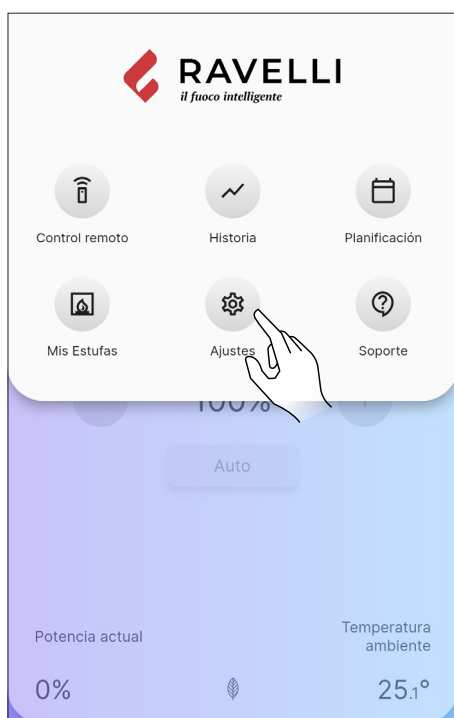 RAVELLI
il fuoco intelligente
Control remoto
Historia
Planificación
Mis Estufas
Ajustes
Soporte
100%
Auto
Potencia actual
Temperatura
ambiente
0%
25.1°